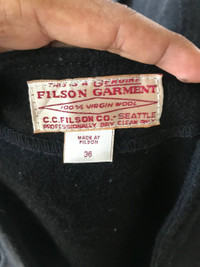 THIS IS A GENUINE
FILSON GARMENT
100% VIRGIN WOOL
C.C. FILSON CO. - SEATTLE
PROFESSIONALLY DRY CLEAN ONLY
MADE AT
FILSON
36